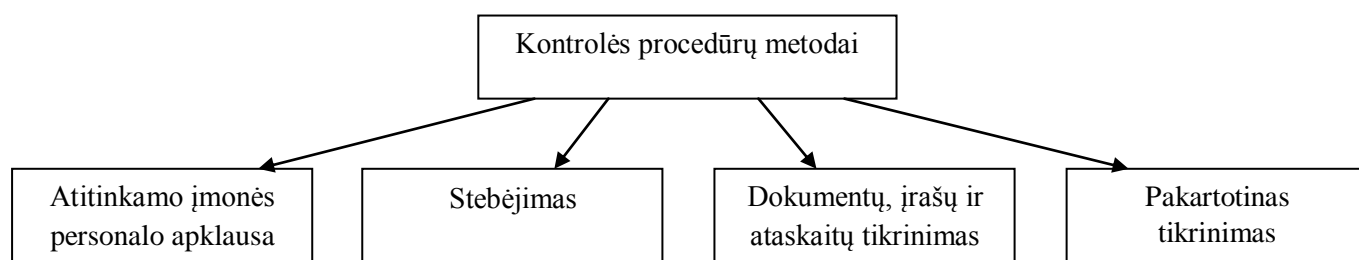 Kontrolės procedūrų metodai
Atitinkamo įmonės
personalo apklausa
Stebėjimas
Dokumentų, įrašų ir
ataskaitų tikrinimas
Pakartotinas
tikrinimas